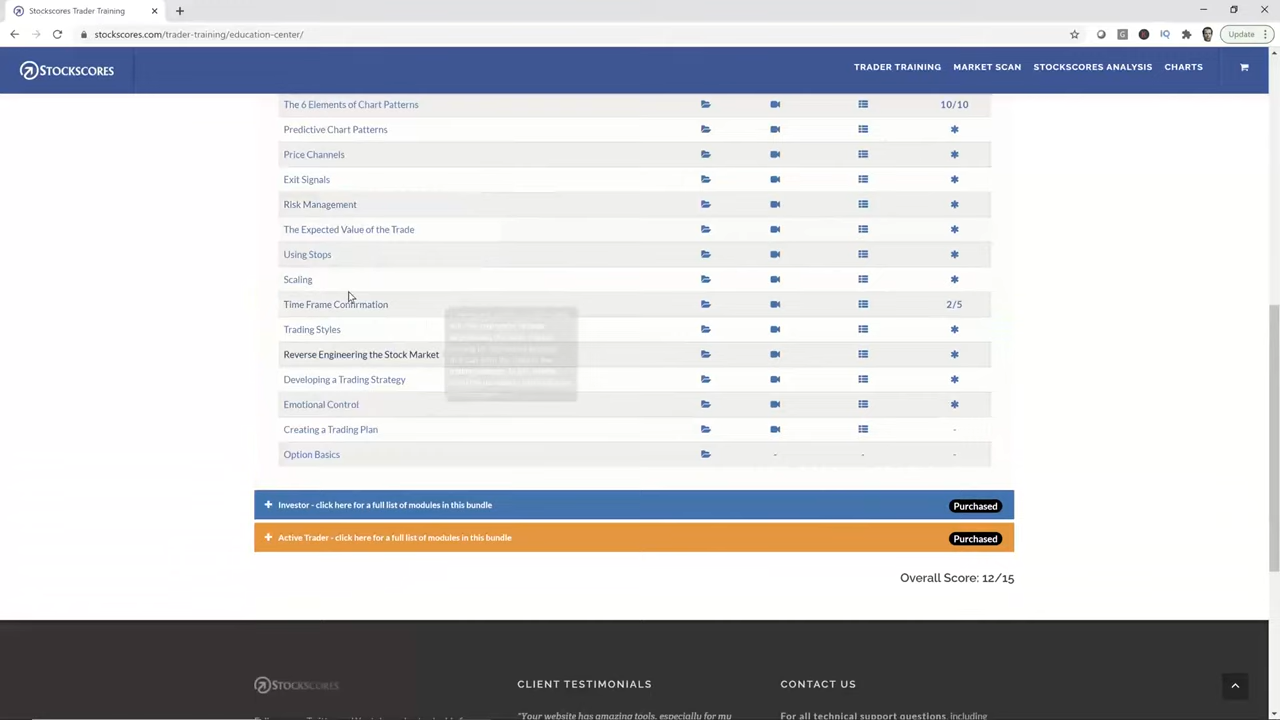 Stockscores Trader Training
stockscores.com/trader-training/education-center/
Update
STOCKSCORES
TRADER TRAINING
MARKET SCAN
STOCKSCORES ANALYSIS
CHARTS
The 6 Elements of Chart Patterns
10/10
Predictive Chart Patterns
Price Channels
Exit Signals
Risk Management
The Expected Value of the Trade
Using Stops
Scaling
Time Frame Confirmation
2/5
Trading Styles
Reverse Engineering the Stock Market
Developing a Trading Strategy
Emotional Control
Creating a Trading Plan
-
Option Basics
- - -
+ Investor - click here for a full list of modules in this bundle
Purchased
+ Active Trader - click here for a full list of modules in this bundle
Purchased
Overall Score: 12/15
STOCKSCORES
CLIENT TESTIMONIALS
CONTACT US
"Your website has amazing tools, especially for my
For all technical support questions, including